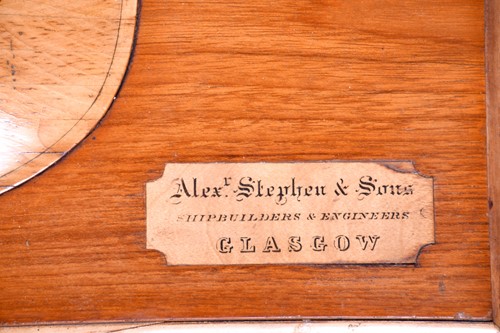 Alexʳ Stephen & Sons
SHIPBUILDERS & ENGINEERS
GLASGOW